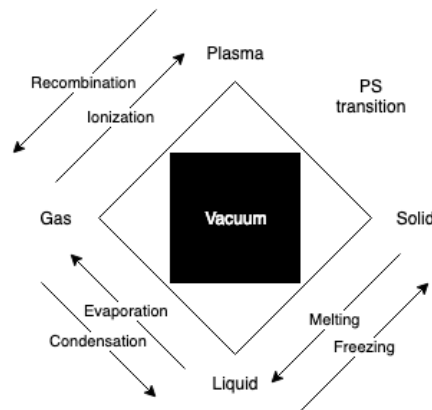 Plasma
Recombination
PS
transition
Ionization
Gas
Vacuum
Solid
Evaporation
Melting
Condensation
Freezing
Liquid